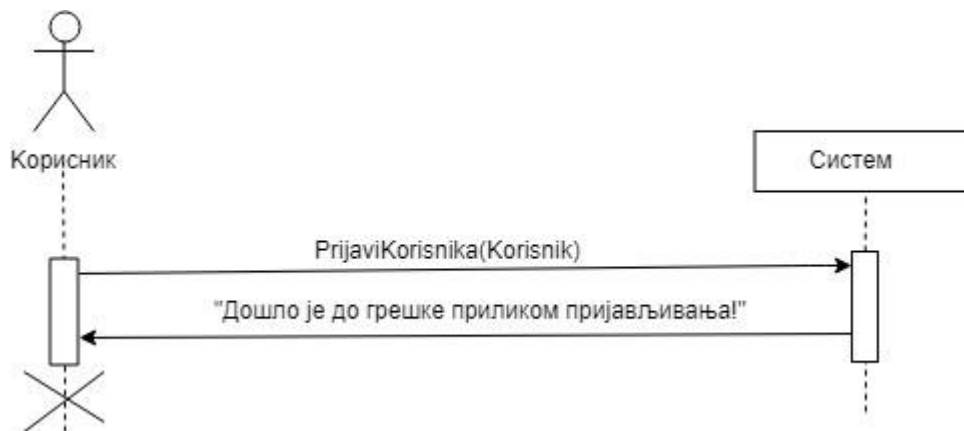 Корисник
Систем
PrijaviKorisnika(Korisnik)
"Дошло је до грешке приликом пријављивања!"